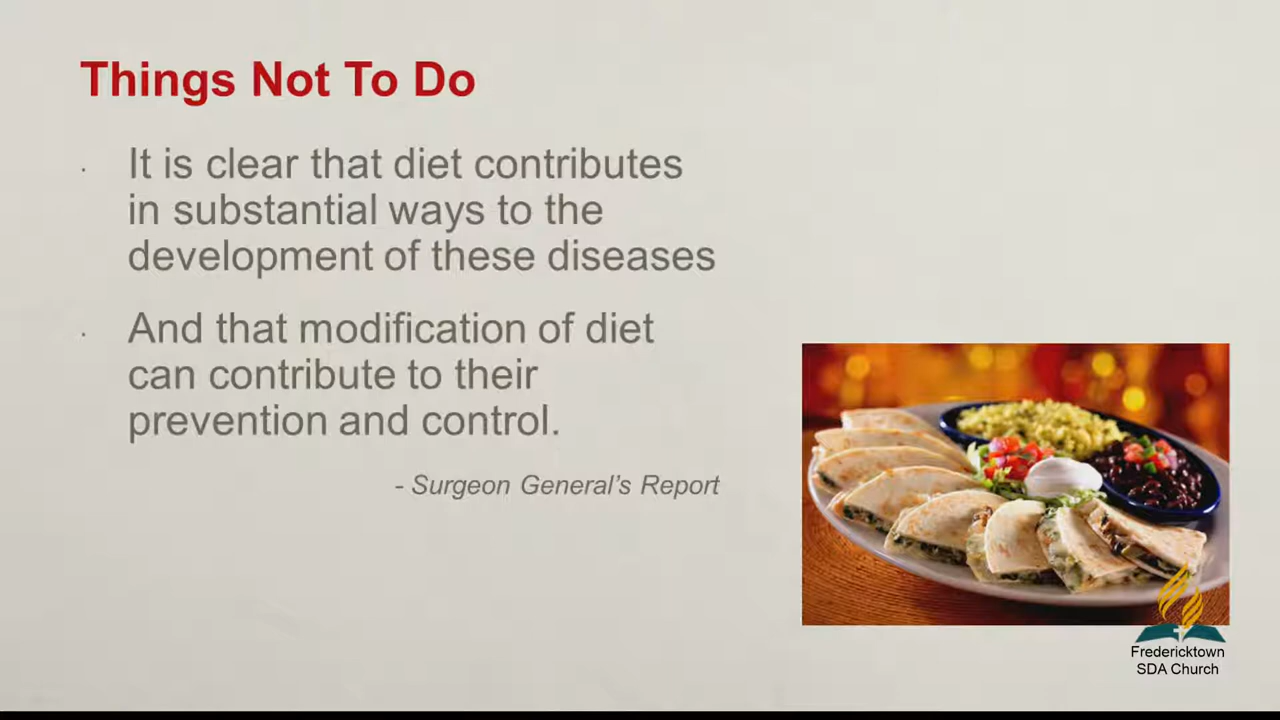 Things Not To Do
· It is clear that diet contributes
in substantial ways to the
development of these diseases
· And that modification of diet
can contribute to their
prevention and control.
- Surgeon General’s Report
Fredericktown
SDA Church